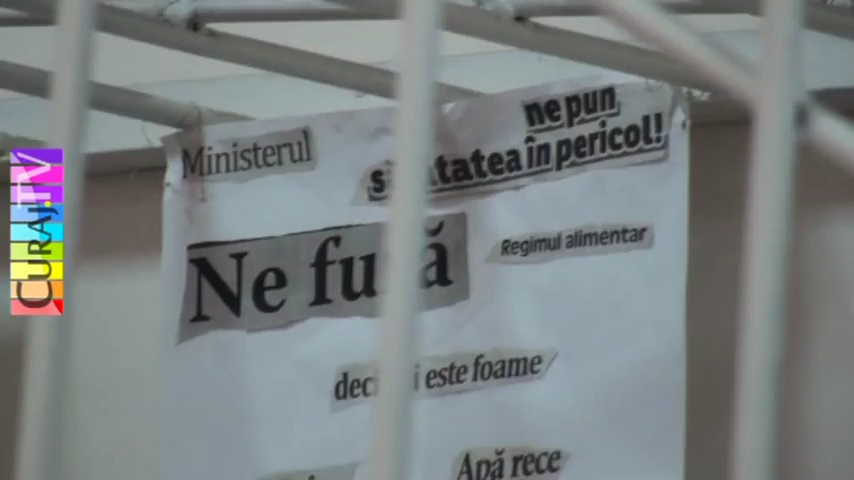 Ministerul
ne pun
în pericol!
Ne
Regimul alimentar
este foame
Apă rece
CURAJ.TV